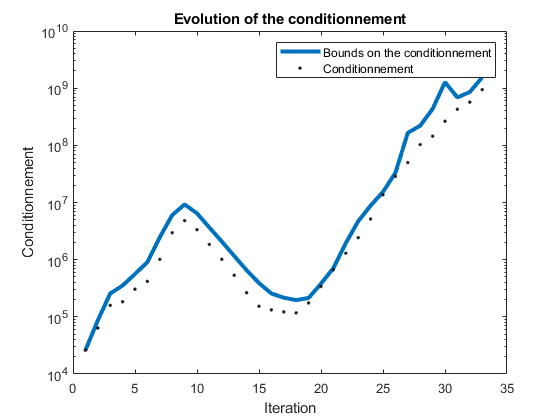 Evolution of the conditionnement
10^10
10^9
10^8
10^7
10^6
10^5
10^4
Conditionnement
Bounds on the conditionnement
Conditionnement
0 5 10 15 20 25 30 35
Iteration